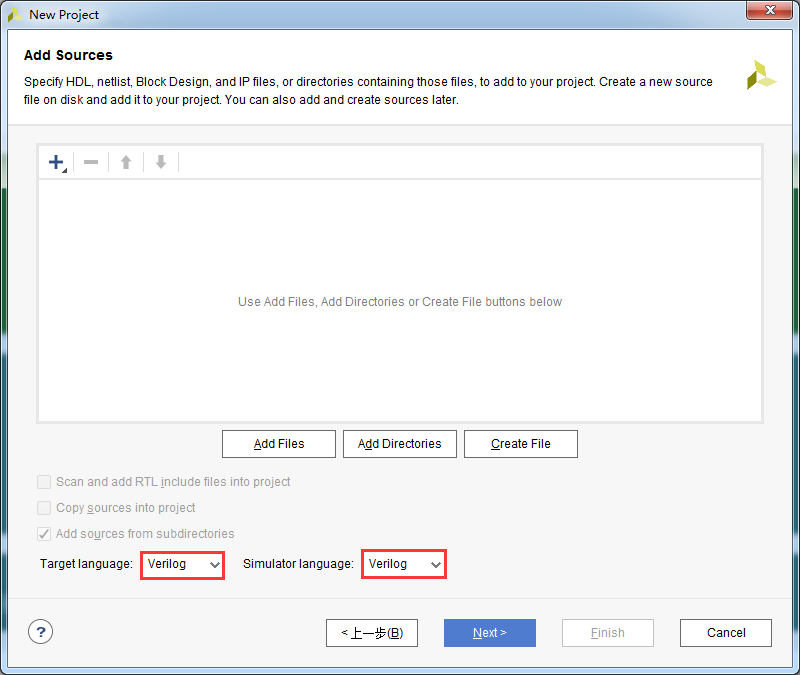 New Project
Add Sources
Specify HDL, netlist, Block Design, and IP files, or directories containing those files, to add to your project. Create a new source
file on disk and add it to your project. You can also add and create sources later.
Use Add Files, Add Directories or Create File buttons below
Add Files Add Directories Create File
Scan and add RTL include files into project
Copy sources into project
Add sources from subdirectories
Target language: Verilog Simulator language: Verilog
? < 上一步(B) Next > Finish Cancel